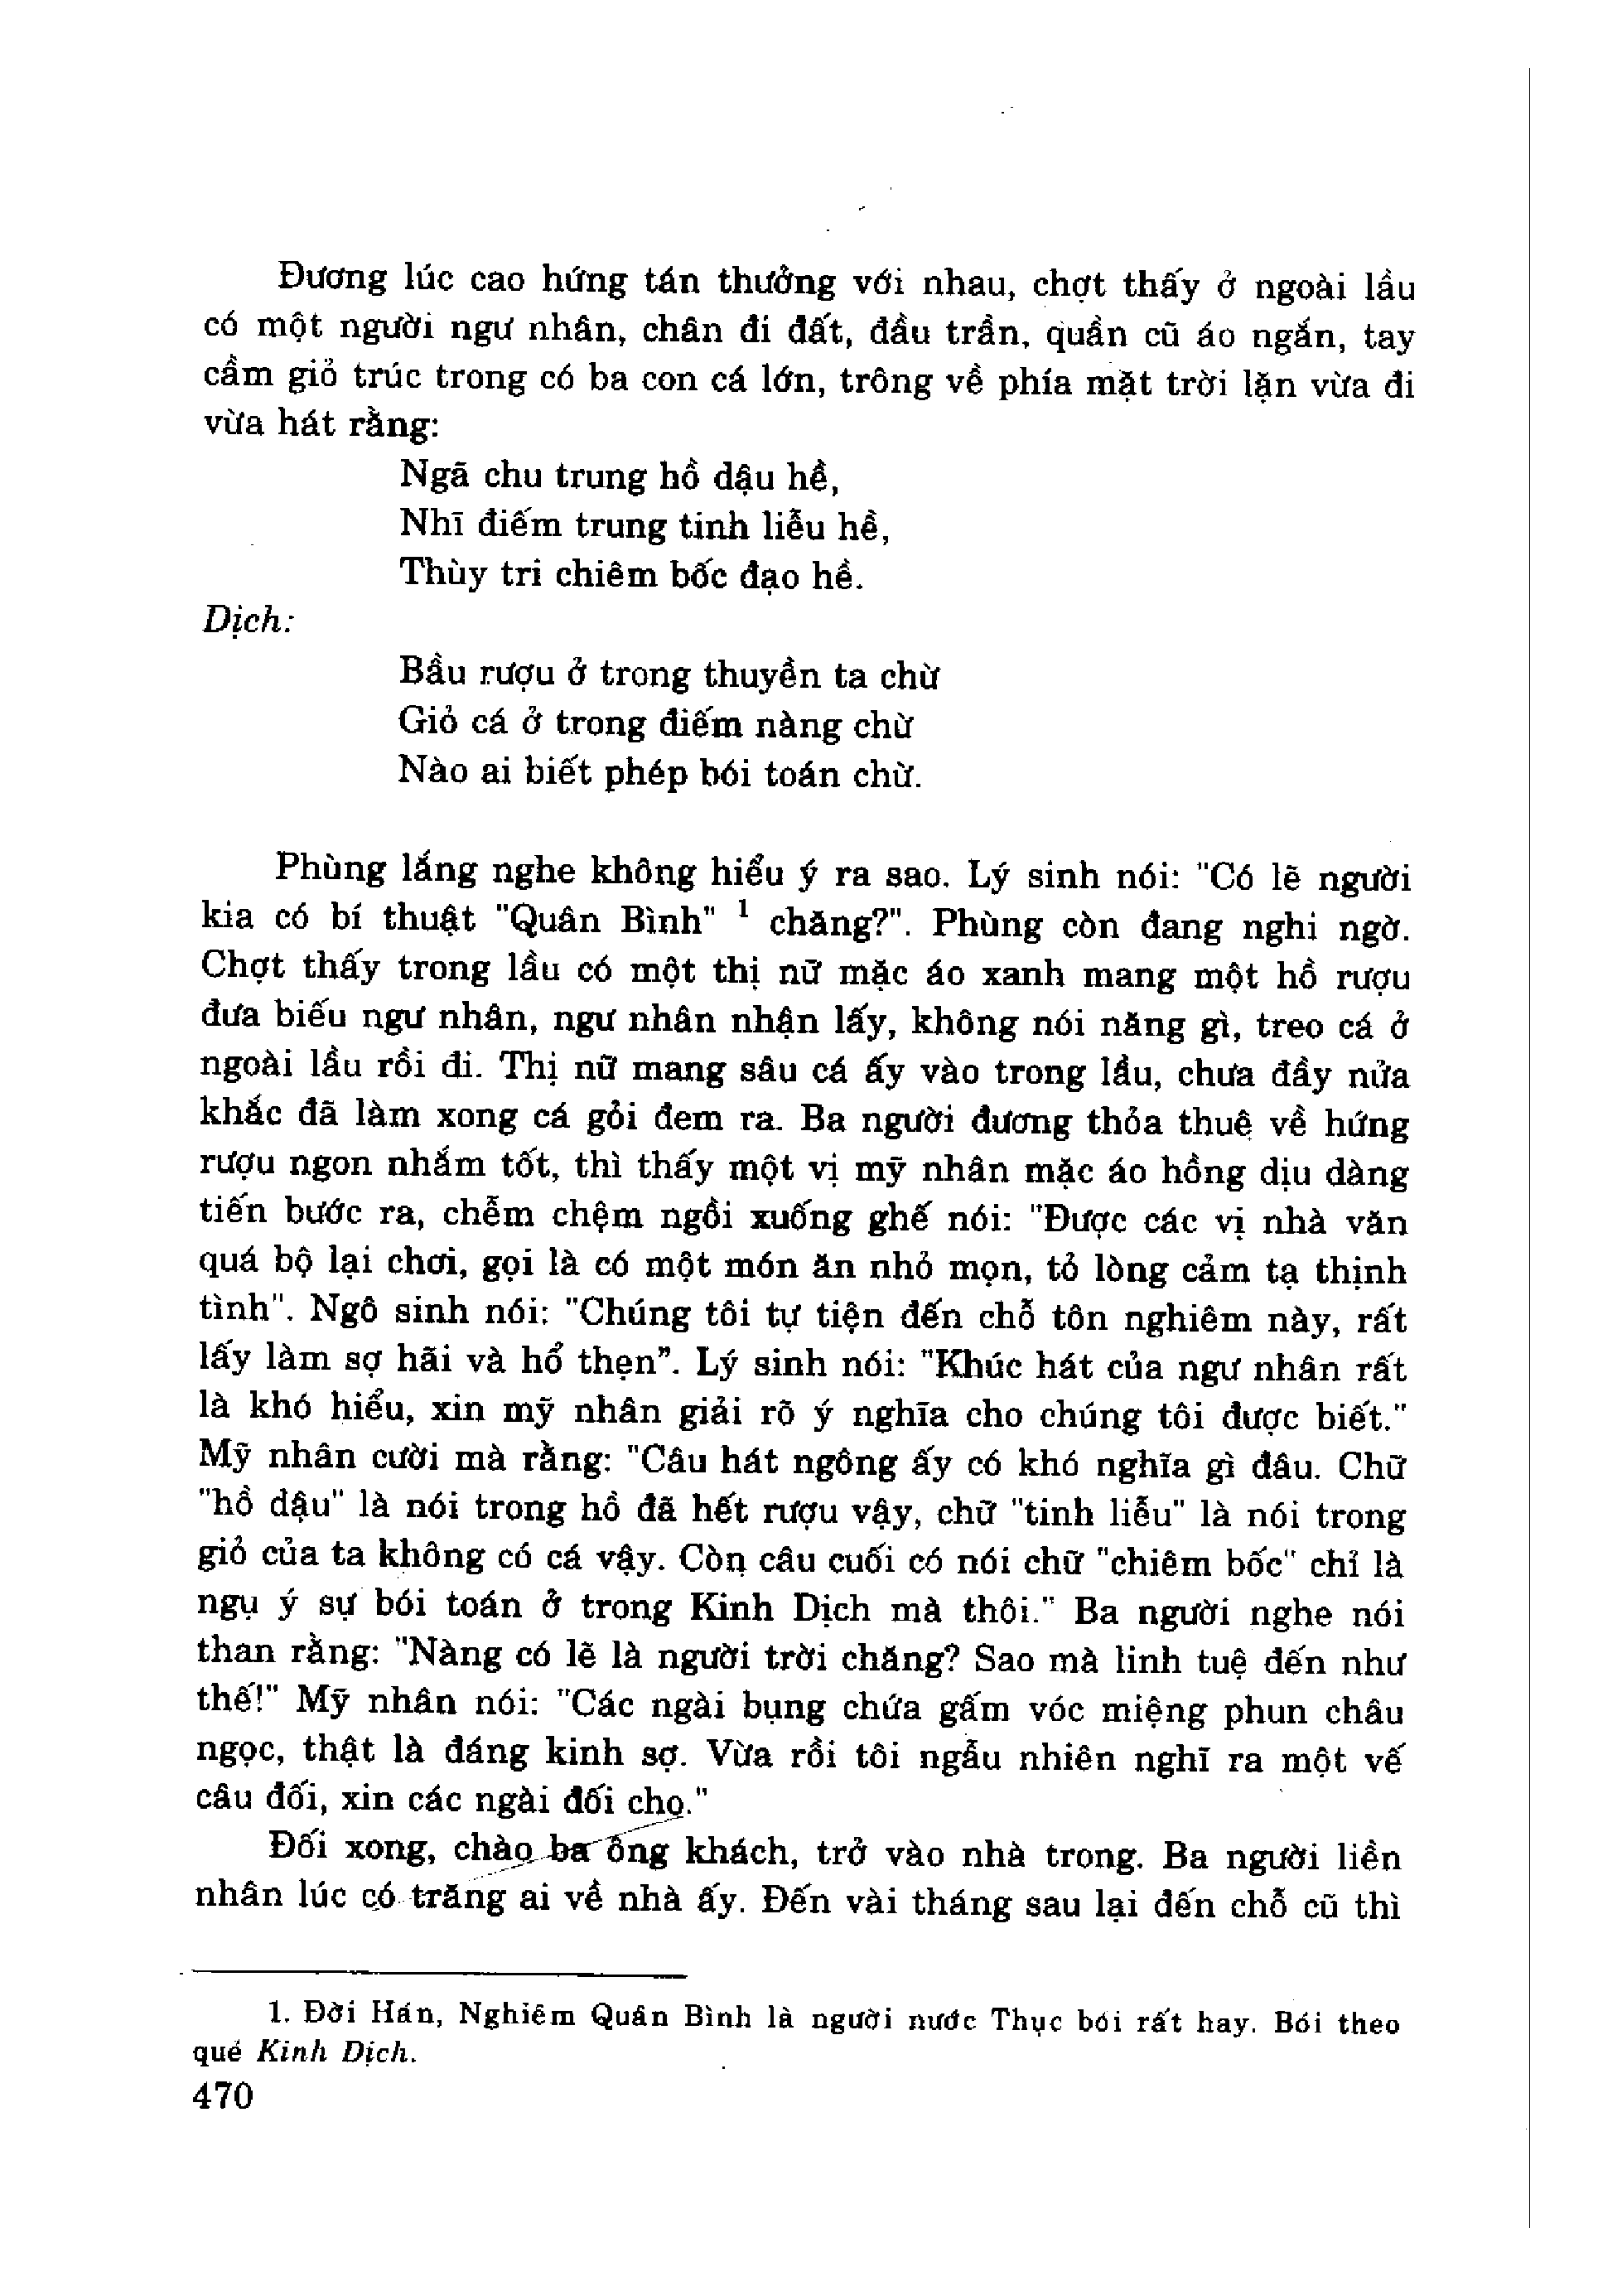 Đương lúc cao hứng tán thưởng với nhau, chợt thấy ở ngoài lầu
có một người ngư nhân, chân đi đất, đầu trần, quần cũ áo ngắn, tay
cầm giỏ trúc trong có ba con cá lớn, trông về phía mặt trời lặn vừa đi
vừa hát rằng:
Ngã chu trung hồ dậu hề,
Nhĩ điếm trung tinh liễu hề,
Thùy tri chiêm bốc đạo hề.
Dịch:
Bầu rượu ở trong thuyền ta chừ
Giỏ cá ở trong điếm nàng chừ
Nào ai biết phép bói toán chừ.
Phùng lắng nghe không hiểu ý ra sao. Lý sinh nói: "Có lẽ người
kia có bí thuật "Quân Bình" 1 chăng?". Phùng còn đang nghi ngờ.
Chợt thấy trong lầu có một thị nữ mặc áo xanh mang một hồ rượu
đưa biếu ngư nhân, ngư nhân nhận lấy, không nói năng gì, treo cá ở
ngoài lầu rồi đi. Thị nữ mang sâu cá ấy vào trong lầu, chưa đầy nửa
khắc đã làm xong cá gỏi đem ra. Ba người đương thỏa thuê về hứng
rượu ngon nhắm tốt, thì thấy một vị mỹ nhân mặc áo hồng dịu dàng
tiến bước ra, chễm chệm ngồi xuống ghế nói: "Được các vị nhà văn
quá bộ lại chơi, gọi là có một món ăn nhỏ mọn, tỏ lòng cảm tạ thịnh
tình". Ngô sinh nói: "Chúng tôi tự tiện đến chỗ tôn nghiêm này, rất
lấy làm sợ hãi và hổ thẹn”. Lý sinh nói: "Khúc hát của ngư nhân rất
là khó hiểu, xin mỹ nhân giải rõ ý nghĩa cho chúng tôi được biết."
Mỹ nhân cười mà rằng: "Câu hát ngông ấy có khó nghĩa gì đâu. Chữ
"hồ dậu" là nói trong hồ đã hết rượu vậy, chữ "tinh liễu" là nói trong
giỏ của ta không có cá vậy. Còn câu cuối có nói chữ "chiêm bốc" chỉ là
ngụ ý sự bói toán ở trong Kinh Dịch mà thôi." Ba người nghe nói
than rằng: "Nàng có lẽ là người trời chăng? Sao mà linh tuệ đến như
thế!" Mỹ nhân nói: "Các ngài bụng chứa gấm vóc miệng phun châu
ngọc, thật là đáng kinh sợ. Vừa rồi tôi ngẫu nhiên nghĩ ra một vế
câu đối, xin các ngài đối cho."
Đối xong, chào ba ông khách, trở vào nhà trong. Ba người liền
nhân lúc có trăng ai về nhà ấy. Đến vài tháng sau lại đến chỗ cũ thì
1. Đời Hán, Nghiêm Quân Bình là người nước Thục bói rất hay. Bói theo
quẻ Kinh Dịch.
470